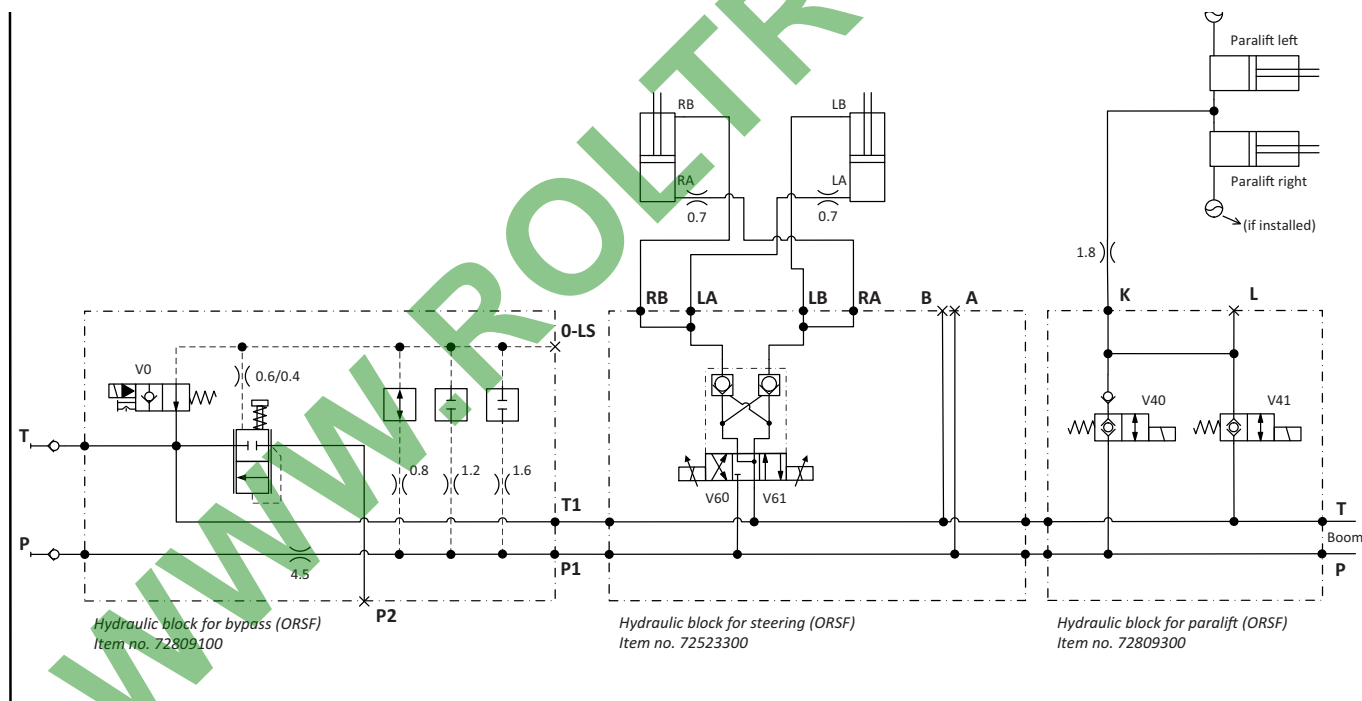 Paralift left
Paralift right
(if installed)
RB
LB
RA
LA
0.7
0.7
1.8
RB
LA
LB
RA
B
A
K
L
0-LS
V0
0.6/0.4
0.8
1.2
1.6
V60
V61
V40
V41
T
T1
T
Boom
P
4.5
P1
P
P2
Hydraulic block for bypass (ORSF)
Item no. 72809100
Hydraulic block for steering (ORSF)
Item no. 72523300
Hydraulic block for paralift (ORSF)
Item no. 72809300
WWW.ROLTR